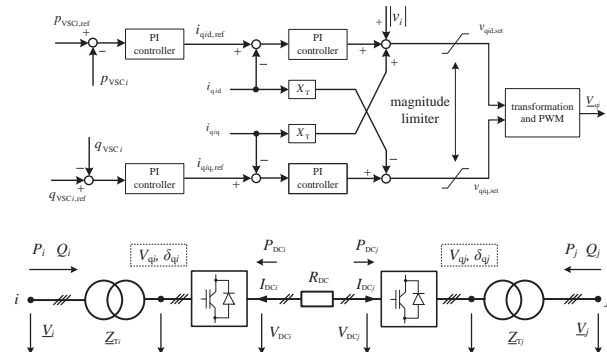 p_VSCi,ref
+
−
PI controller
i_qid,ref
+
−
PI controller
+
+
|v_i|
+
v_qid,set
p_VSCi
i_qid
X_T
i_qiq
X_T
magnitude limiter
transformation and PWM
V_qi
q_VSCi
−
+
q_VSCi,ref
PI controller
i_qiq,ref
−
+
PI controller
−
+
v_qiq,set
P_i Q_i
V_qi, δ_qi
P_DCi
P_DCj
V_qj, δ_qj
P_j Q_j
I_DCi
R_DC
I_DCj
i
V_i
Z_Ti
V_DCi
V_DCj
Z_Tj
V_j